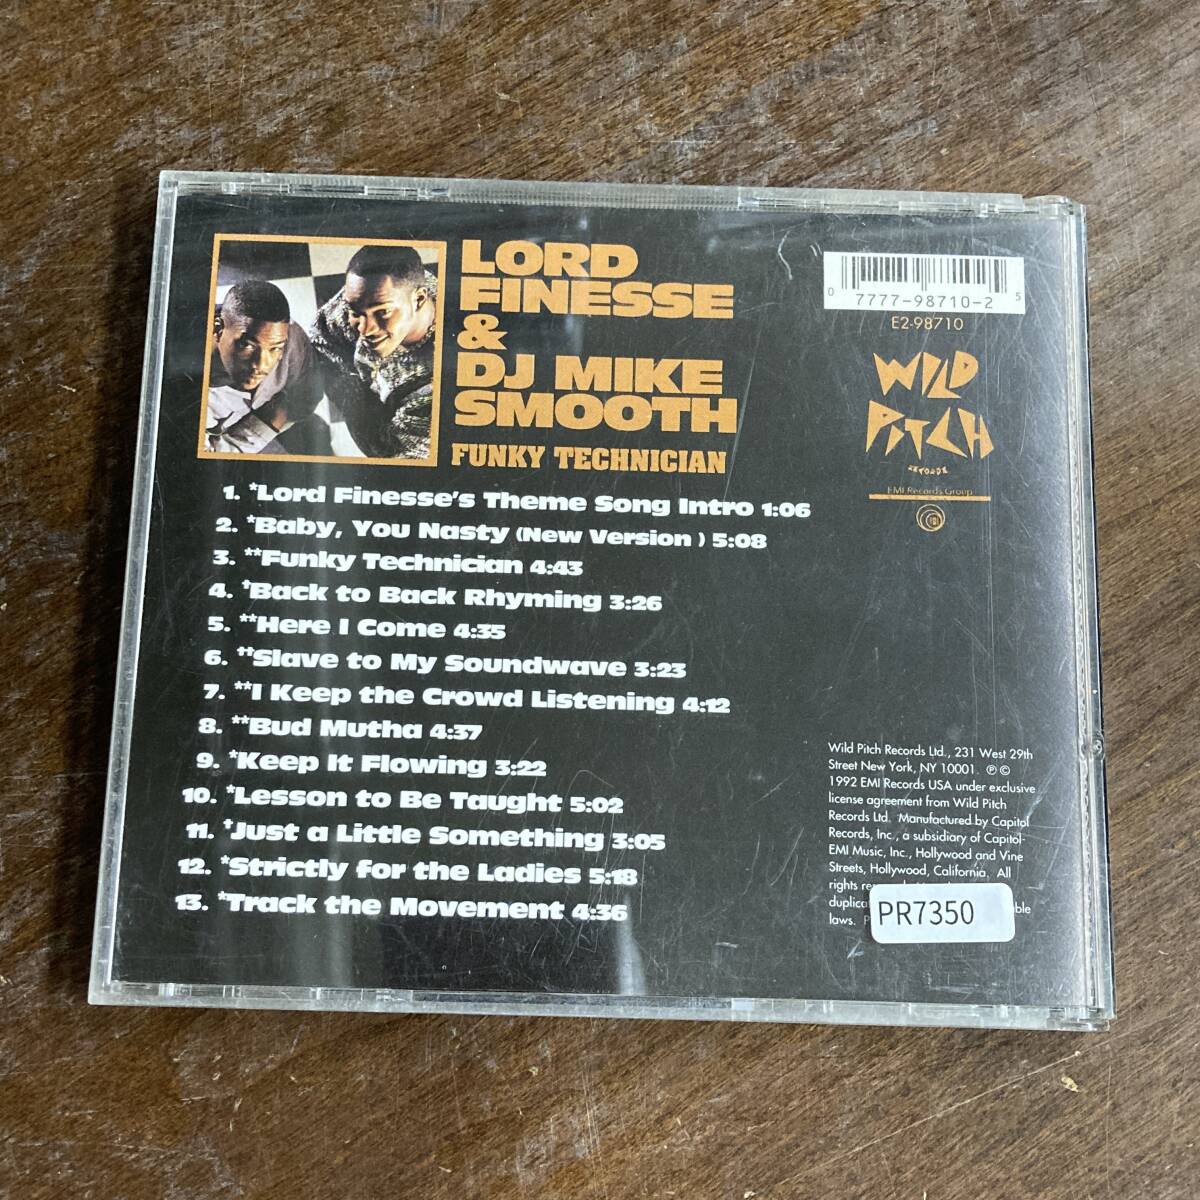 LORD
FINESSE
&
DJ MIKE
SMOOTH
FUNKY TECHNICIAN
0 7777-98710-2 5
E2-98710
WILD
PITCH
RECORDS
EMI Records Group
EMI
1. *Lord Finesse's Theme Song Intro 1:06
2. *Baby, You Nasty (New Version ) 5:08
3. **Funky Technician 4:43
4. †Back to Back Rhyming 3:26
5. **Here I Come 4:35
6. ††Slave to My Soundwave 3:23
7. **I Keep the Crowd Listening 4:12
8. **Bud Mutha 4:37
9. *Keep It Flowing 3:22
10. *Lesson to Be Taught 5:02
11. †Just a Little Something 3:05
12. *Strictly for the Ladies 5:18
13. *Track the Movement 4:36
Wild Pitch Records Ltd., 231 West 29th
Street New York, NY 10001. ℗ ©
1992 EMI Records USA under exclusive
license agreement from Wild Pitch
Records Ltd. Manufactured by Capitol
Records, Inc., a subsidiary of Capitol-
EMI Music, Inc., Hollywood and Vine
Streets, Hollywood, California. All
rights
laws.
PR7350